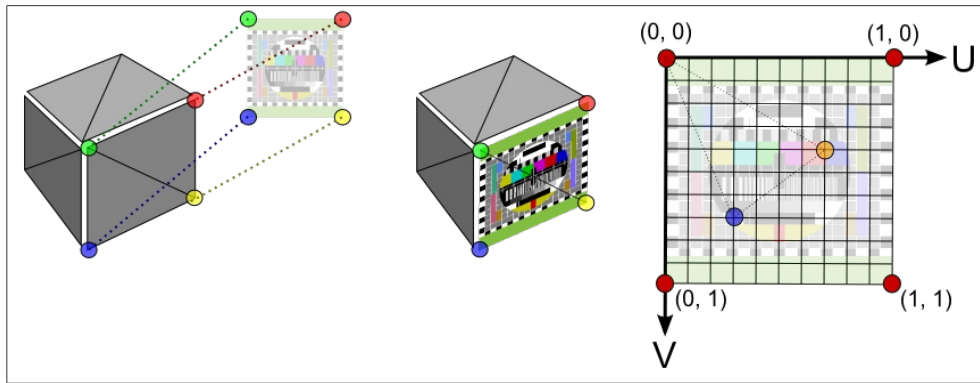 (0, 0)
(1, 0)
U
(0, 1)
(1, 1)
V